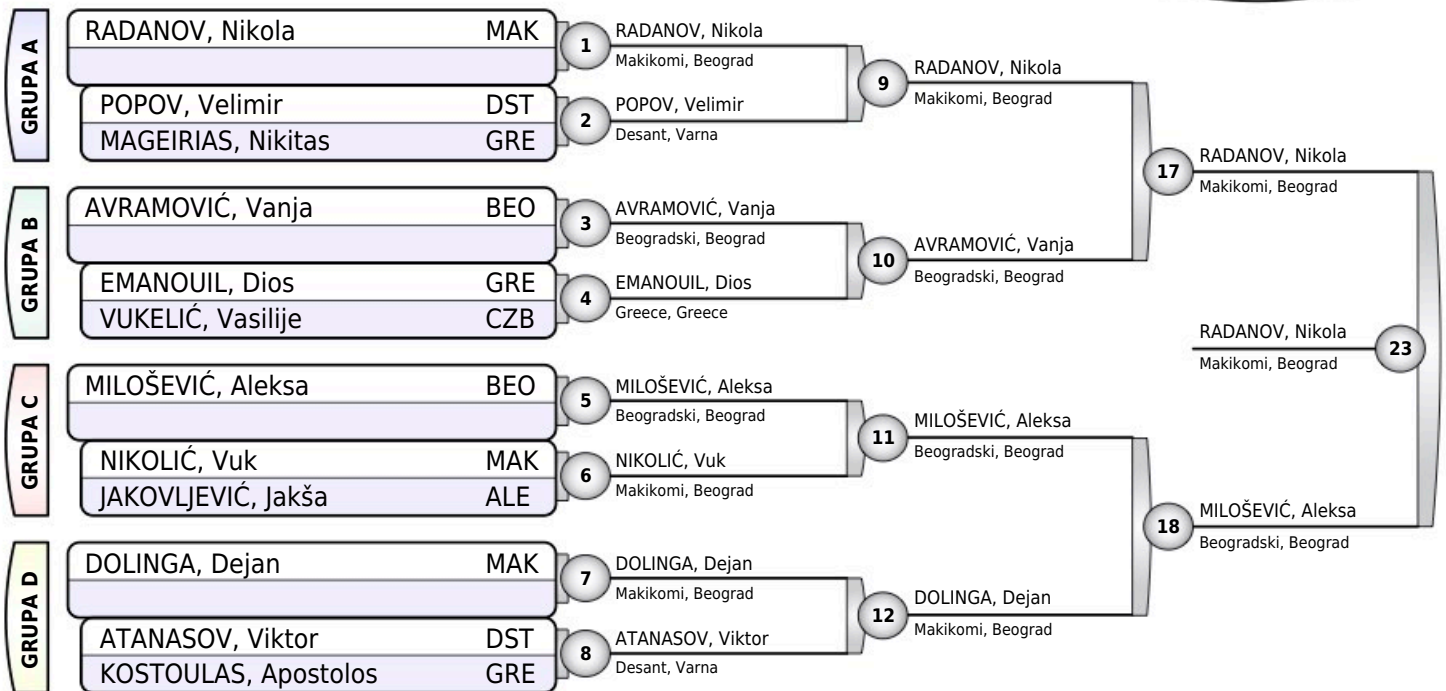 GRUPA A
RADANOV, Nikola MAK
POPOV, Velimir DST
MAGEIRIAS, Nikitas GRE
GRUPA B
AVRAMOVIĆ, Vanja BEO
EMANOUIL, Dios GRE
VUKELIĆ, Vasilije CZB
GRUPA C
MILOŠEVIĆ, Aleksa BEO
NIKOLIĆ, Vuk MAK
JAKOVLJEVIĆ, Jakša ALE
GRUPA D
DOLINGA, Dejan MAK
ATANASOV, Viktor DST
KOSTOULAS, Apostolos GRE
1
RADANOV, Nikola
Makikomi, Beograd
2
POPOV, Velimir
Desant, Varna
3
AVRAMOVIĆ, Vanja
Beogradski, Beograd
4
EMANOUIL, Dios
Greece, Greece
5
MILOŠEVIĆ, Aleksa
Beogradski, Beograd
6
NIKOLIĆ, Vuk
Makikomi, Beograd
7
DOLINGA, Dejan
Makikomi, Beograd
8
ATANASOV, Viktor
Desant, Varna
9
RADANOV, Nikola
Makikomi, Beograd
10
AVRAMOVIĆ, Vanja
Beogradski, Beograd
11
MILOŠEVIĆ, Aleksa
Beogradski, Beograd
12
DOLINGA, Dejan
Makikomi, Beograd
17
RADANOV, Nikola
Makikomi, Beograd
18
MILOŠEVIĆ, Aleksa
Beogradski, Beograd
RADANOV, Nikola
Makikomi, Beograd
23